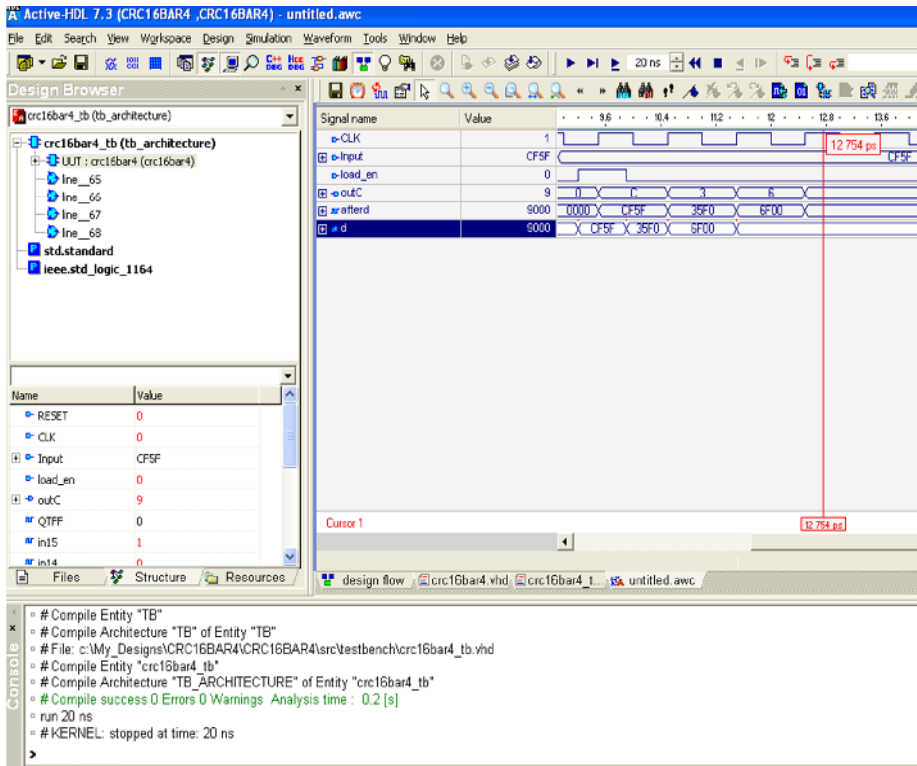 Active-HDL 7.3 (CRC16BAR4 ,CRC16BAR4) - untitled.awc
File Edit Search View Workspace Design Simulation Waveform Tools Window Help
20 ns
Design Browser
crc16bar4_tb (tb_architecture)
crc16bar4_tb (tb_architecture)
UUT : crc16bar4 (crc16bar4)
line__65
line__66
line__67
line__68
std.standard
ieee.std_logic_1164
Name Value
RESET 0
CLK 0
Input CF5F
load_en 0
outC 9
QTFF 0
in15 1
in14 0
Files Structure Resources
Signal name Value 9.6 10.4 11.2 12 12.8 13.6
CLK 1 12 754 ps
Input CF5F CF5F
load_en 0
outC 9 0 C 3 6
afterd 9000 0000 CF5F 35F0 6F00
d 9000 CF5F 35F0 6F00
Cursor 1 12 754 ps
design flow crc16bar4.vhd crc16bar4_t... untitled.awc
Console
# Compile Entity "TB"
# Compile Architecture "TB" of Entity "TB"
# File: c:\My_Designs\CRC16BAR4\CRC16BAR4\src\testbench\crc16bar4_tb.vhd
# Compile Entity "crc16bar4_tb"
# Compile Architecture "TB_ARCHITECTURE" of Entity "crc16bar4_tb"
# Compile success 0 Errors 0 Warnings Analysis time : 0.2 [s]
run 20 ns
# KERNEL: stopped at time: 20 ns
>